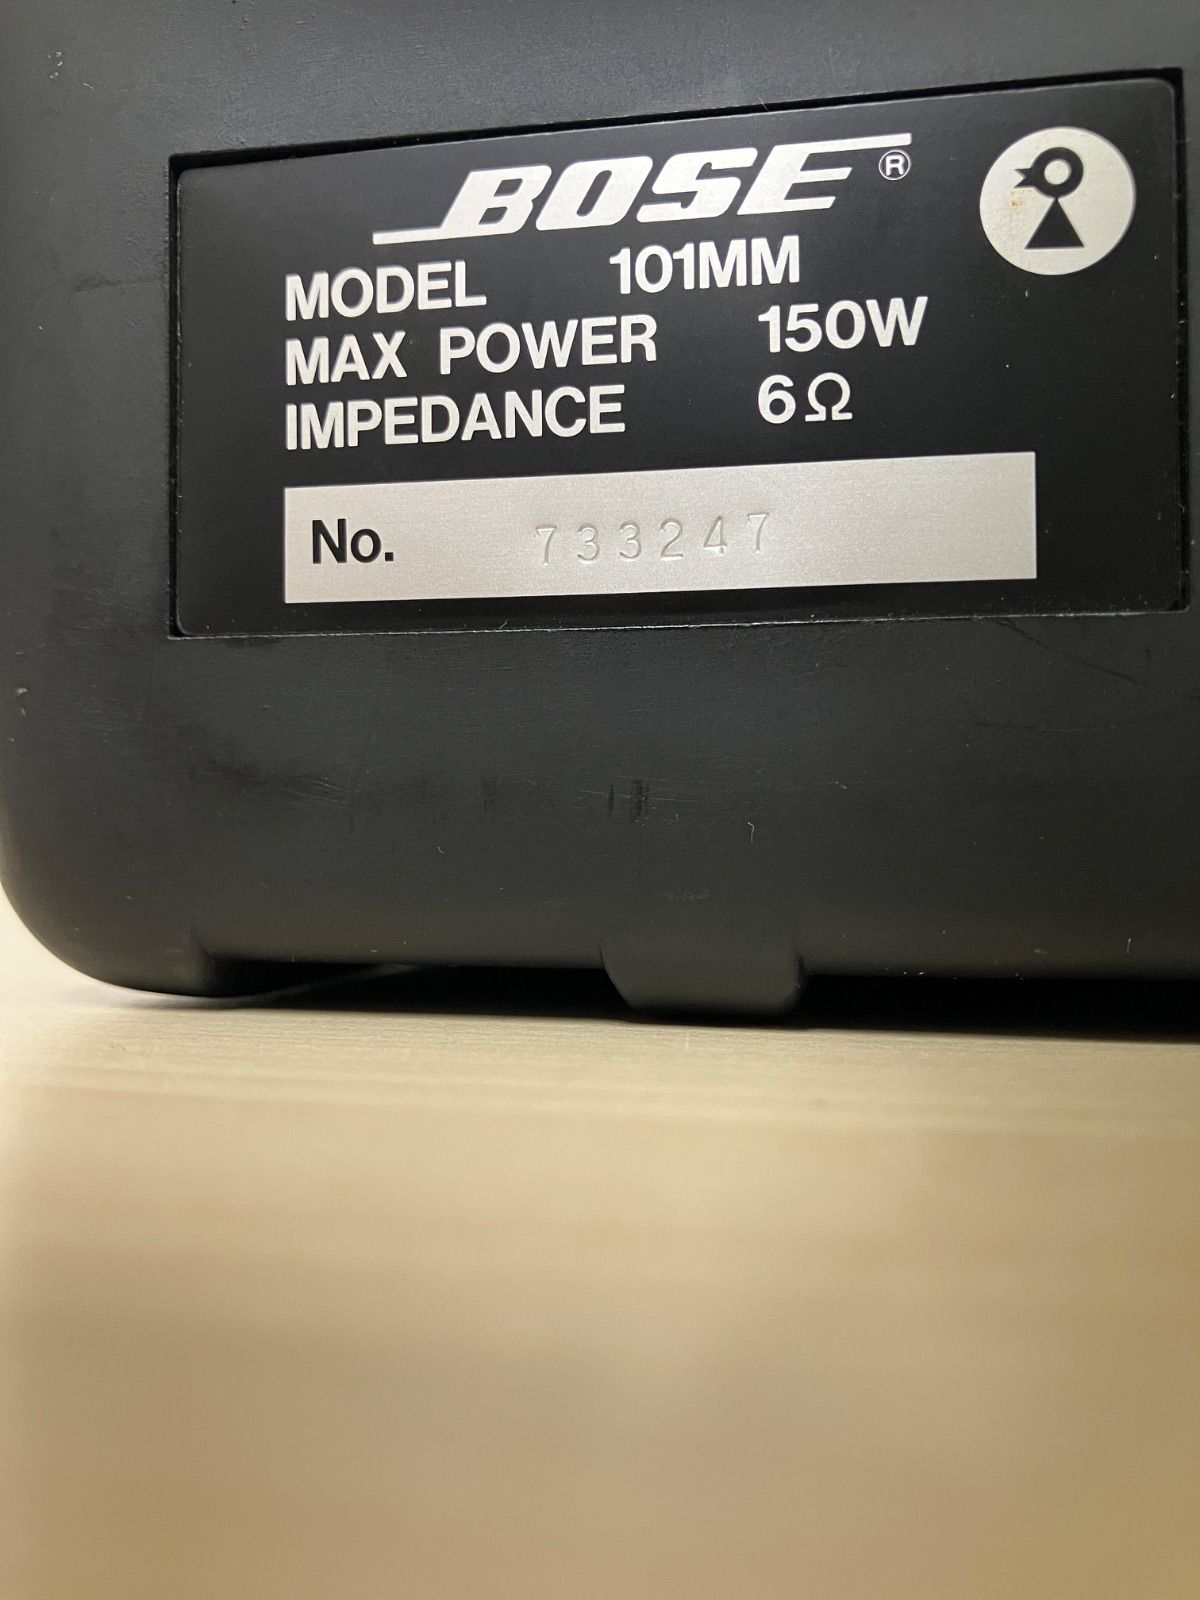 BOSE®
MODEL 101MM
MAX POWER 150W
IMPEDANCE 6Ω
No. 733247